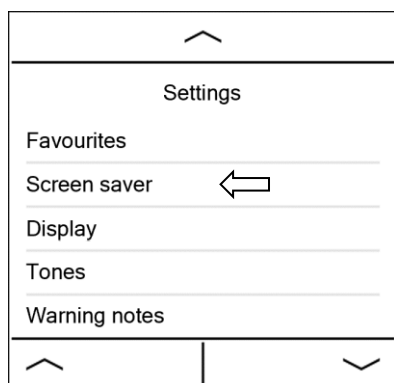 Settings
Favourites
Screen saver
Display
Tones
Warning notes